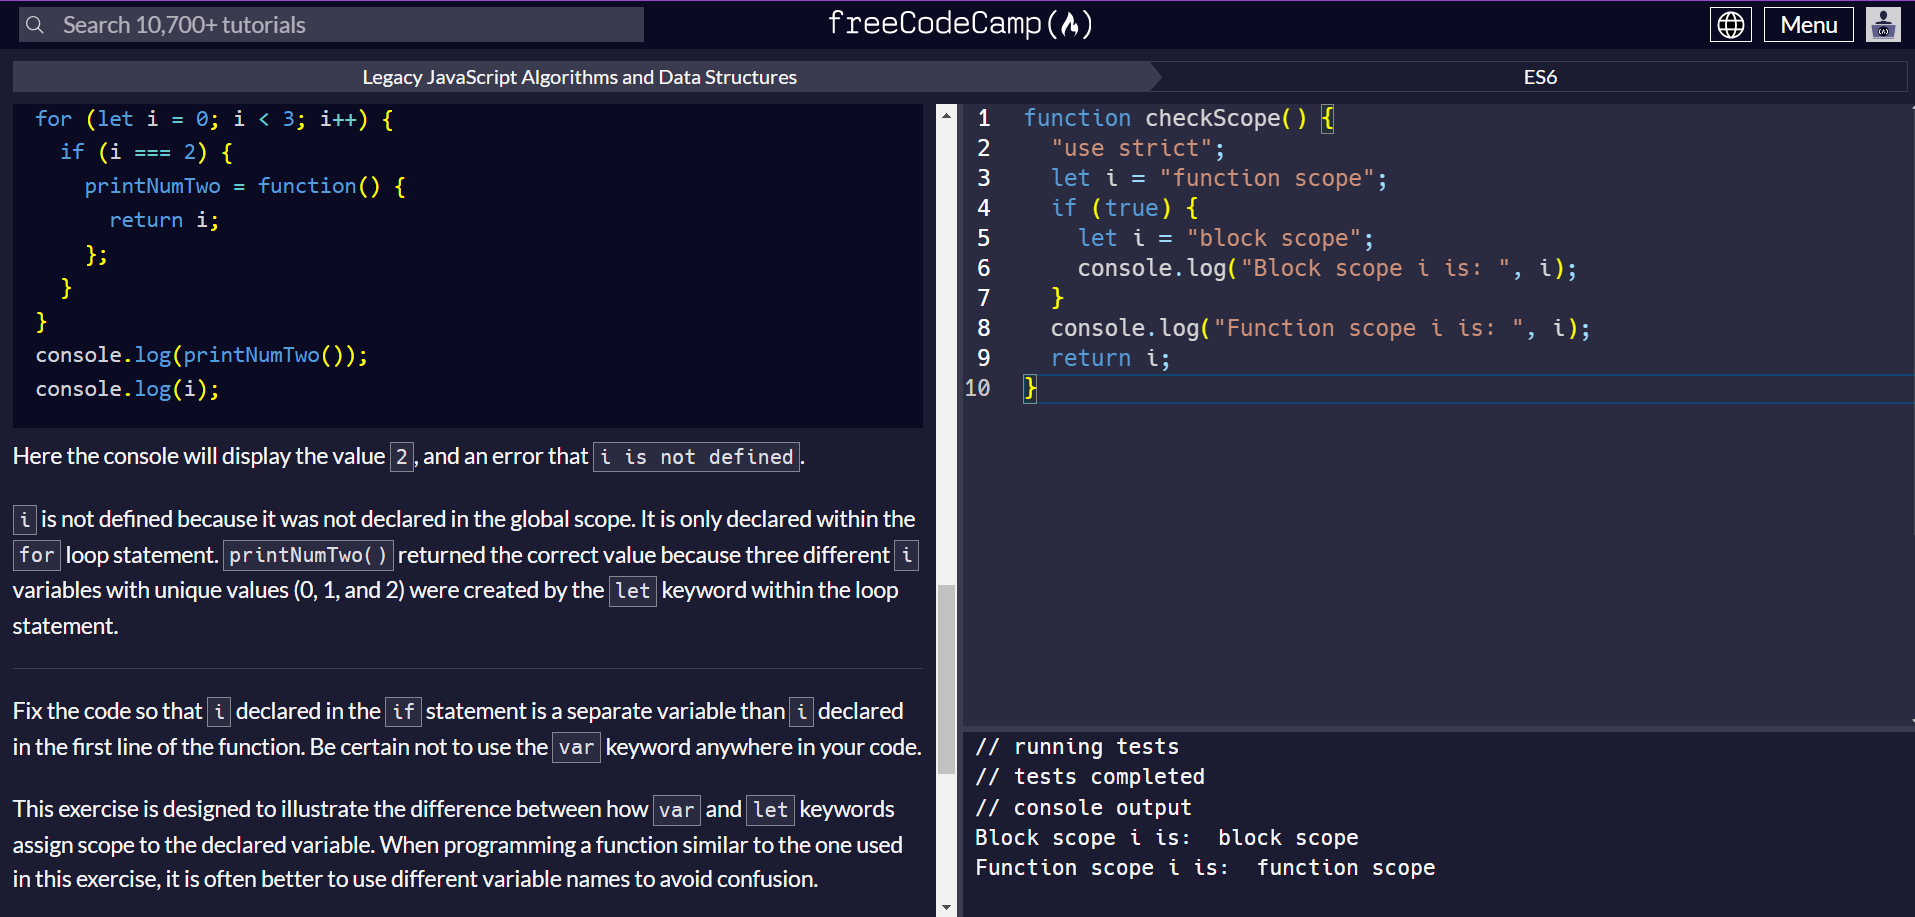 Search 10,700+ tutorials
freeCodeCamp(🔥)
Menu
Legacy JavaScript Algorithms and Data Structures
ES6
for (let i = 0; i < 3; i++) {
  if (i === 2) {
    printNumTwo = function() {
      return i;
    };
  }
}
console.log(printNumTwo());
console.log(i);
Here the console will display the value 2, and an error that i is not defined.
i is not defined because it was not declared in the global scope. It is only declared within the
for loop statement. printNumTwo() returned the correct value because three different i
variables with unique values (0, 1, and 2) were created by the let keyword within the loop
statement.
Fix the code so that i declared in the if statement is a separate variable than i declared
in the first line of the function. Be certain not to use the var keyword anywhere in your code.
This exercise is designed to illustrate the difference between how var and let keywords
assign scope to the declared variable. When programming a function similar to the one used
in this exercise, it is often better to use different variable names to avoid confusion.
1 function checkScope() {
2   "use strict";
3   let i = "function scope";
4   if (true) {
5     let i = "block scope";
6     console.log("Block scope i is: ", i);
7   }
8   console.log("Function scope i is: ", i);
9   return i;
10 }
// running tests
// tests completed
// console output
Block scope i is:  block scope
Function scope i is:  function scope